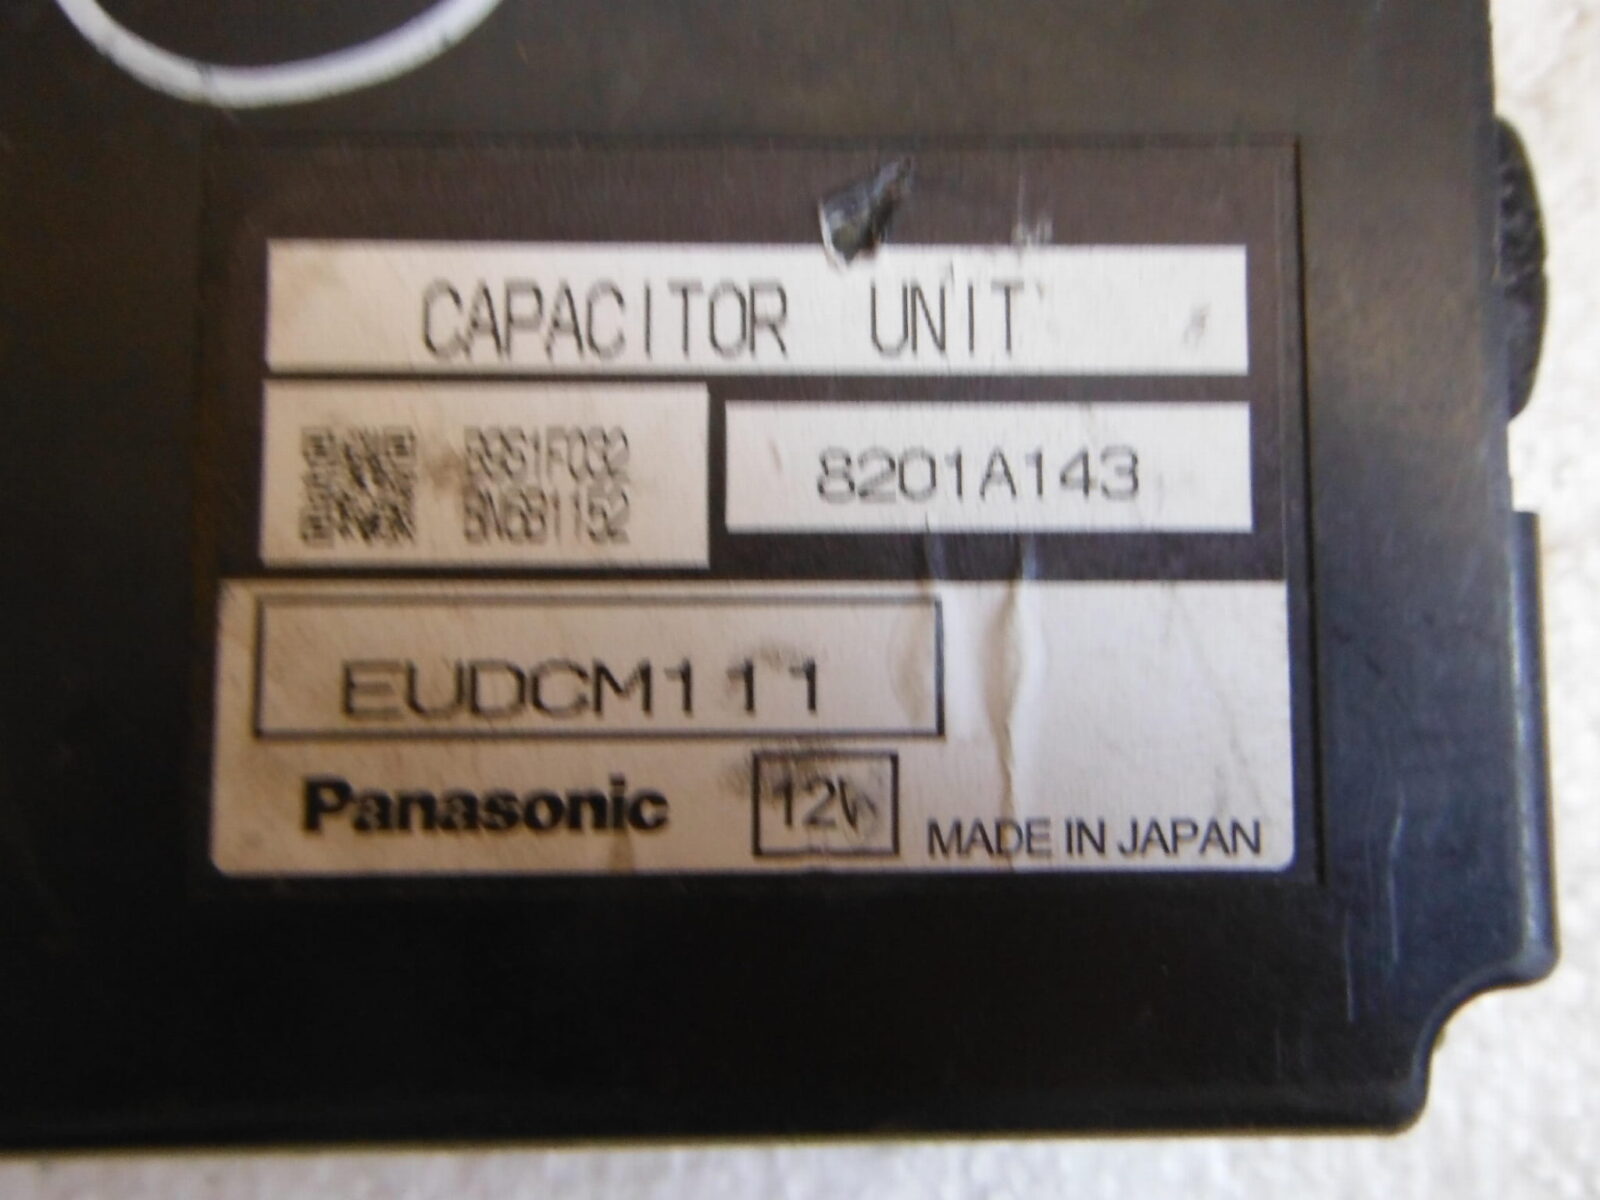 CAPACITOR UNIT
8201A143
EUDCM111
Panasonic
12V
MADE IN JAPAN